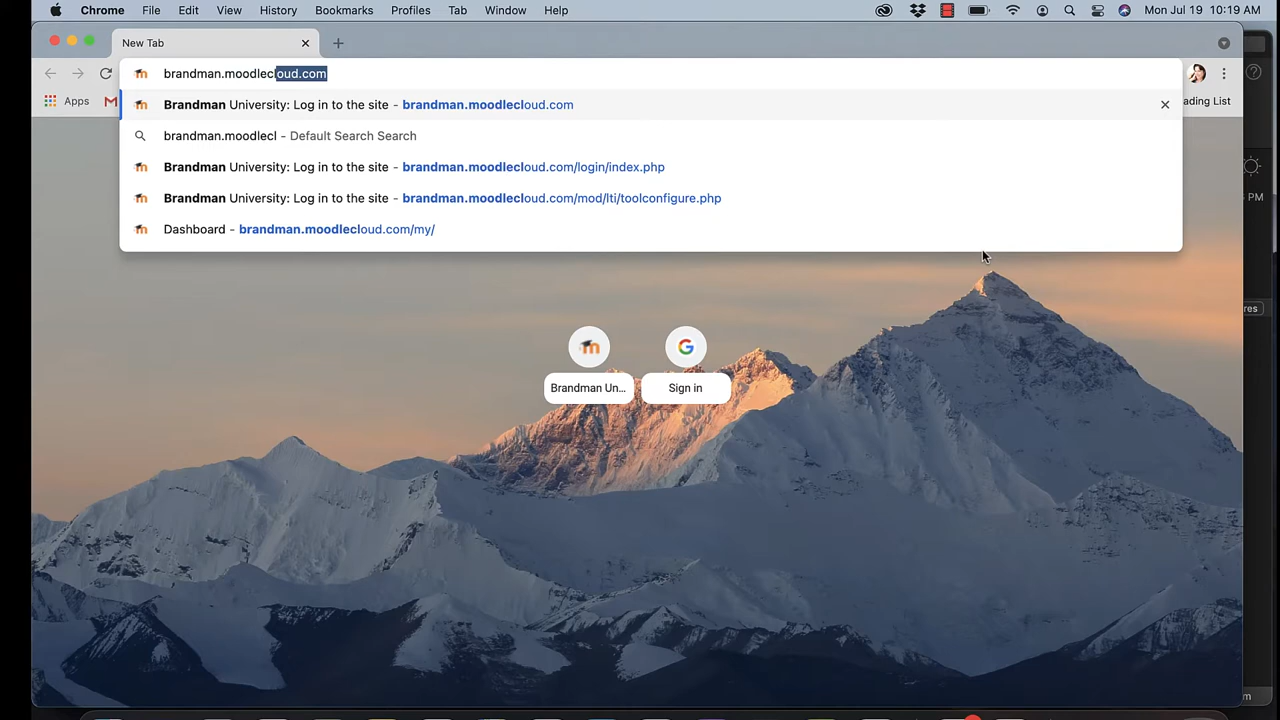 Chrome File Edit View History Bookmarks Profiles Tab Window Help Mon Jul 19 10:19 AM
New Tab
brandman.moodlecloud.com
Apps
ading List
Brandman University: Log in to the site - brandman.moodlecloud.com
brandman.moodlecl - Default Search Search
Brandman University: Log in to the site - brandman.moodlecloud.com/login/index.php
Brandman University: Log in to the site - brandman.moodlecloud.com/mod/lti/toolconfigure.php
Dashboard - brandman.moodlecloud.com/my/
PM
res
Brandman Un... Sign in
m